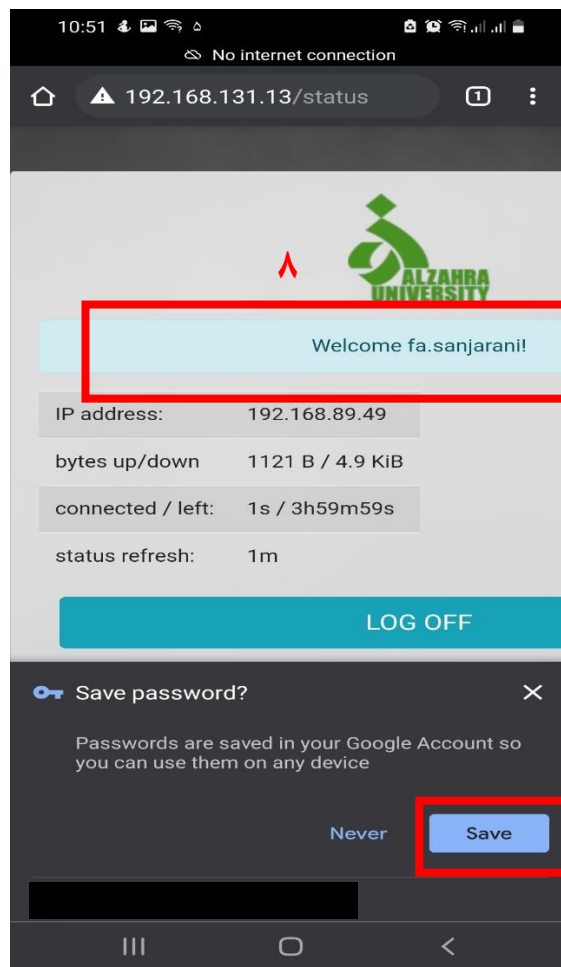 10:51 ۵
No internet connection
192.168.131.13/status 1
۸
ALZAHRA
UNIVERSITY
Welcome fa.sanjarani!
IP address: 192.168.89.49
bytes up/down 1121 B / 4.9 KiB
connected / left: 1s / 3h59m59s
status refresh: 1m
LOG OFF
Save password?
Passwords are saved in your Google Account so
you can use them on any device
Never Save